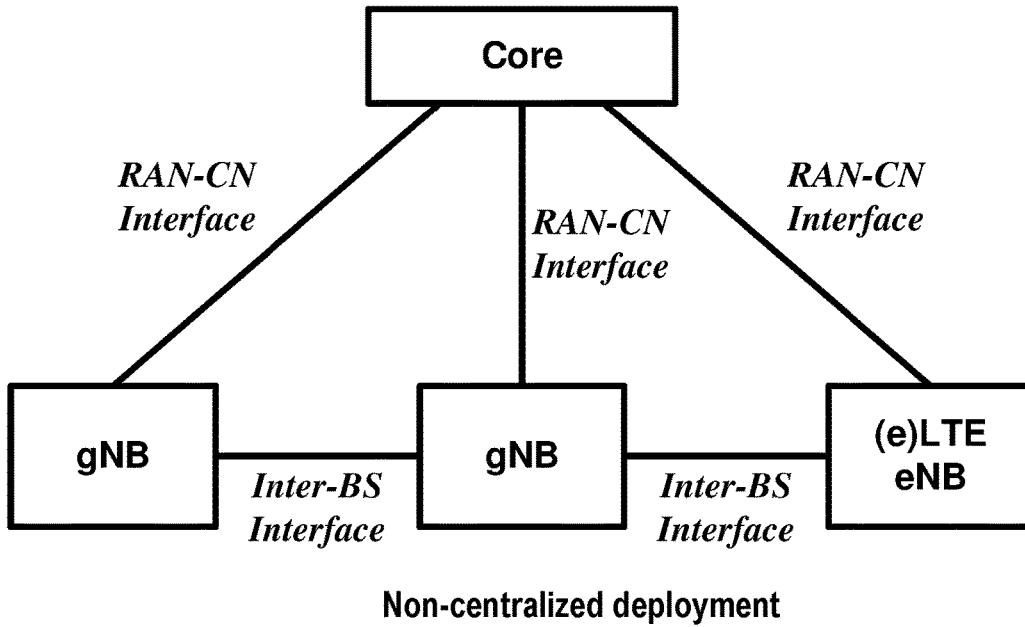 Core
RAN-CN
Interface
RAN-CN
Interface
RAN-CN
Interface
gNB
gNB
(e)LTE
eNB
Inter-BS
Interface
Inter-BS
Interface
Non-centralized deployment